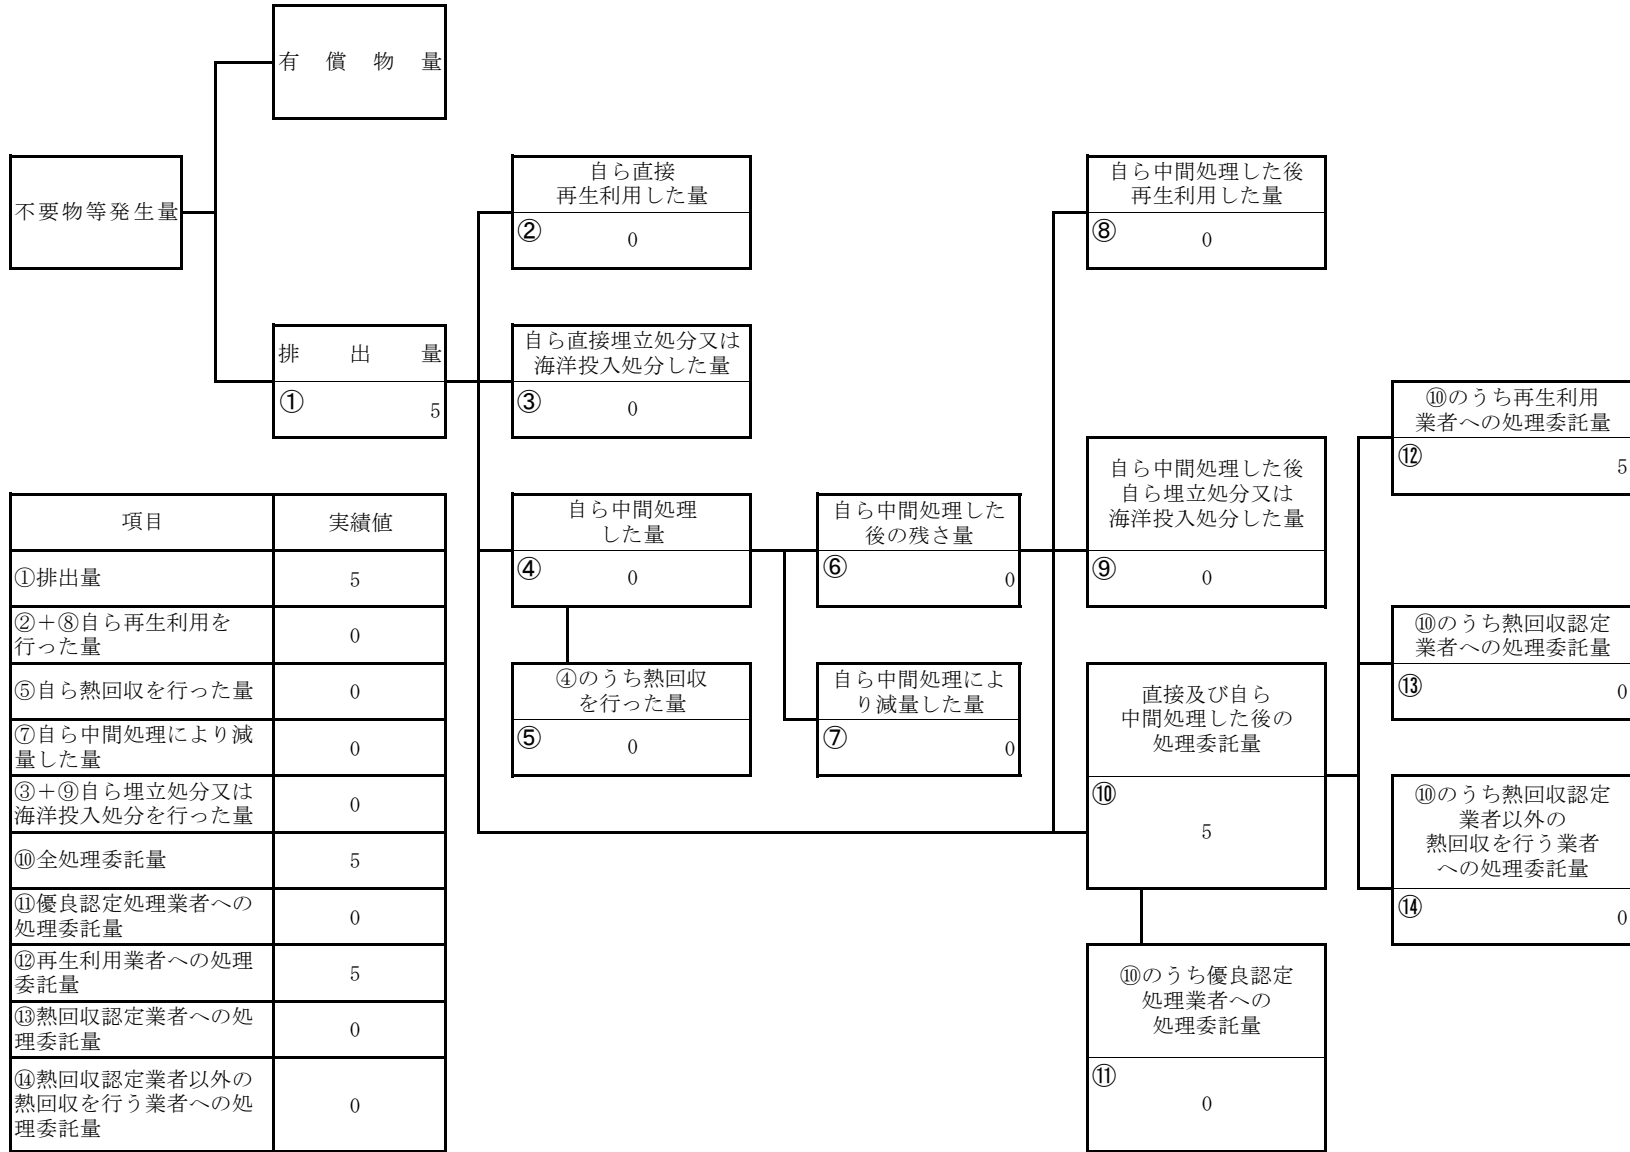 有償物量
不要物等発生量
排出量
①
5
自ら直接
再生利用した量
②
0
自ら直接埋立処分又は
海洋投入処分した量
③
0
自ら中間処理
した量
④
0
④のうち熱回収
を行った量
⑤
0
自ら中間処理した
後の残さ量
⑥
0
自ら中間処理によ
り減量した量
⑦
0
自ら中間処理した後
再生利用した量
⑧
0
自ら中間処理した後
自ら埋立処分又は
海洋投入処分した量
⑨
0
直接及び自ら
中間処理した後の
処理委託量
⑩
5
⑩のうち優良認定
処理業者への
処理委託量
⑪
0
⑩のうち再生利用
業者への処理委託量
⑫
5
⑩のうち熱回収認定
業者への処理委託量
⑬
0
⑩のうち熱回収認定
業者以外の
熱回収を行う業者
への処理委託量
⑭
0
項目 実績値
①排出量 5
②＋⑧自ら再生利用を
行った量 0
⑤自ら熱回収を行った量 0
⑦自ら中間処理により減
量した量 0
③＋⑨自ら埋立処分又は
海洋投入処分を行った量 0
⑩全処理委託量 5
⑪優良認定処理業者への
処理委託量 0
⑫再生利用業者への処理
委託量 5
⑬熱回収認定業者への処
理委託量 0
⑭熱回収認定業者以外の
熱回収を行う業者への処
理委託量 0